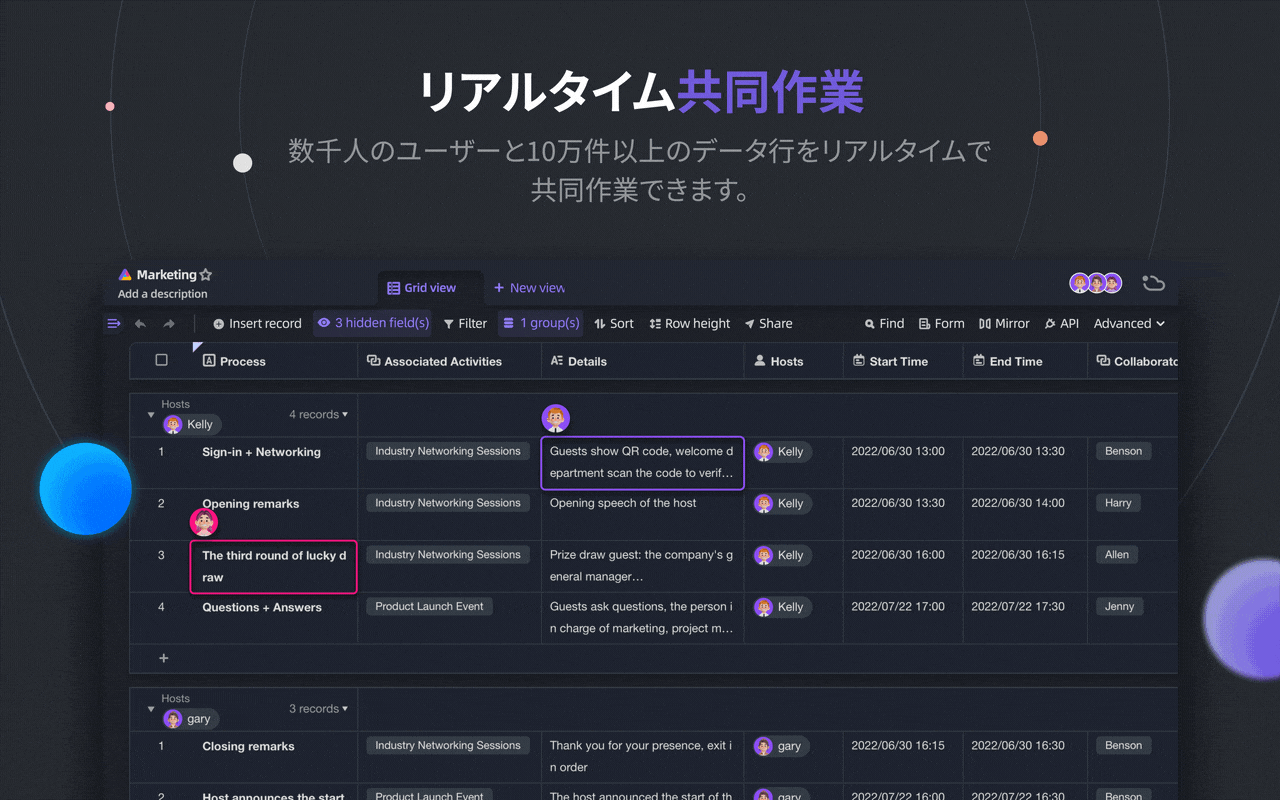 リアルタイム共同作業
数千人のユーザーと10万件以上のデータ行をリアルタイムで
共同作業できます。
Marketing
Add a description
Grid view
+ New view
Insert record
3 hidden field(s)
Filter
1 group(s)
Sort
Row height
Share
Find
Form
Mirror
API
Advanced
Process
Associated Activities
Details
Hosts
Start Time
End Time
Collaborato
Hosts
Kelly
4 records
1
Sign-in + Networking
Industry Networking Sessions
Guests show QR code, welcome d
epartment scan the code to verif…
Kelly
2022/06/30 13:00
2022/06/30 13:30
Benson
2
Opening remarks
Industry Networking Sessions
Opening speech of the host
Kelly
2022/06/30 13:30
2022/06/30 14:00
Harry
3
The third round of lucky d
raw
Industry Networking Sessions
Prize draw guest: the company's g
eneral manager…
Kelly
2022/06/30 16:00
2022/06/30 16:15
Allen
4
Questions + Answers
Product Launch Event
Guests ask questions, the person i
n charge of marketing, project m…
Kelly
2022/07/22 17:00
2022/07/22 17:30
Jenny
+
Hosts
gary
3 records
1
Closing remarks
Industry Networking Sessions
Thank you for your presence, exit i
n order
gary
2022/06/30 16:15
2022/06/30 16:30
Benson
2
Host announces the start
Product Launch Event
The host announced the start of th
gary
2022/07/22 14:00
2022/07/22 14:30
Benson